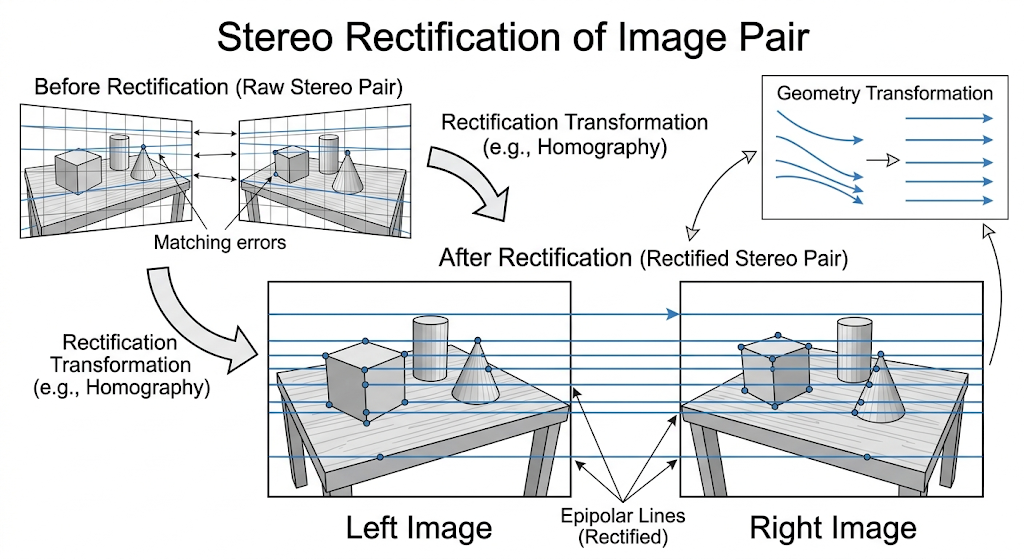 Stereo Rectification of Image Pair
Before Rectification (Raw Stereo Pair)
Rectification Transformation
(e.g., Homography)
Geometry Transformation
Matching errors
After Rectification (Rectified Stereo Pair)
Rectification
Transformation
(e.g., Homography)
Epipolar Lines
(Rectified)
Left Image
Right Image